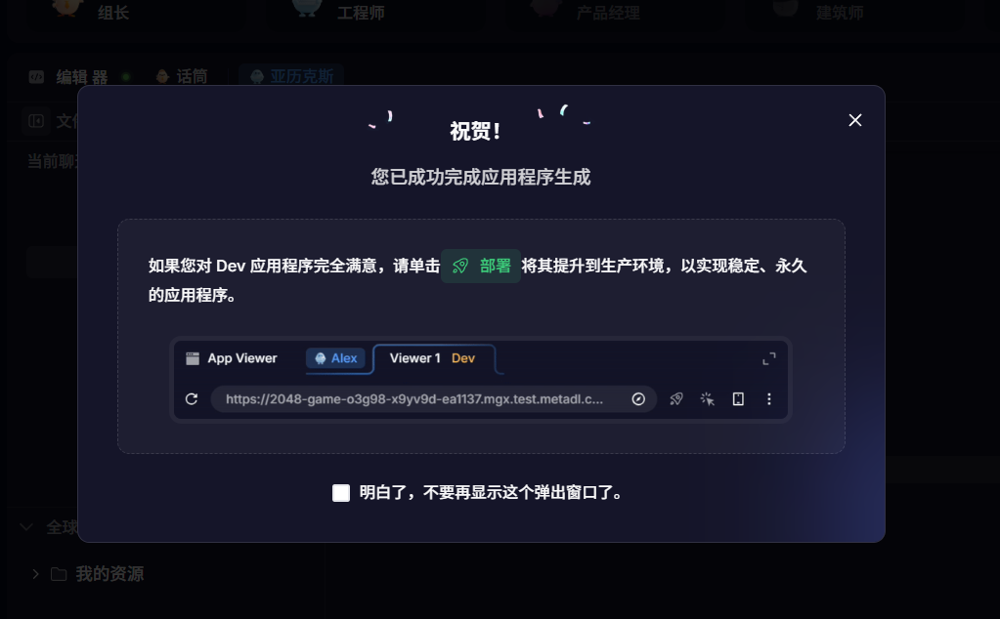 组长
工程师
产品经理
建筑师
编辑 器
话筒
亚历克斯
文件
当前聊
祝贺！
您已成功完成应用程序生成
如果您对 Dev 应用程序完全满意，请单击 部署 将其提升到生产环境，以实现稳定、永久
的应用程序。
App Viewer
Alex
Viewer 1 Dev
https://2048-game-o3g98-x9yv9d-ea1137.mgx.test.metadl.c...
明白了，不要再显示这个弹出窗口了。
全球
我的资源